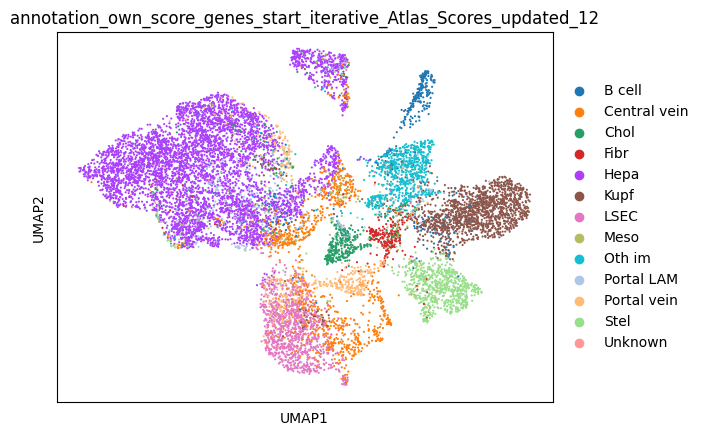 annotation_own_score_genes_start_iterative_Atlas_Scores_updated_12
B cell
Central vein
Chol
Fibr
Hepa
Kupf
LSEC
Meso
Oth im
Portal LAM
Portal vein
Stel
Unknown
UMAP2
UMAP1